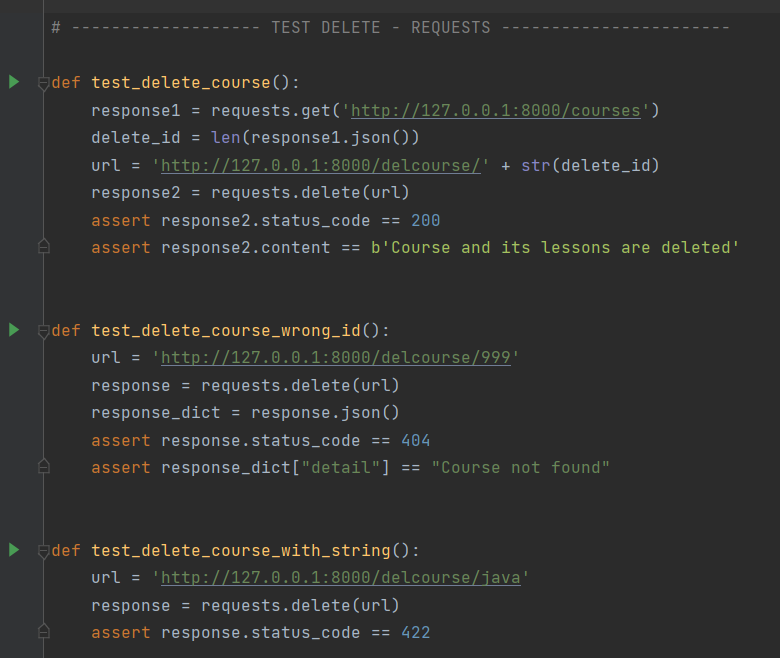 # ------------------- TEST DELETE - REQUESTS -----------------------
def test_delete_course():
    response1 = requests.get('http://127.0.0.1:8000/courses')
    delete_id = len(response1.json())
    url = 'http://127.0.0.1:8000/delcourse/' + str(delete_id)
    response2 = requests.delete(url)
    assert response2.status_code == 200
    assert response2.content == b'Course and its lessons are deleted'
def test_delete_course_wrong_id():
    url = 'http://127.0.0.1:8000/delcourse/999'
    response = requests.delete(url)
    response_dict = response.json()
    assert response.status_code == 404
    assert response_dict["detail"] == "Course not found"
def test_delete_course_with_string():
    url = 'http://127.0.0.1:8000/delcourse/java'
    response = requests.delete(url)
    assert response.status_code == 422